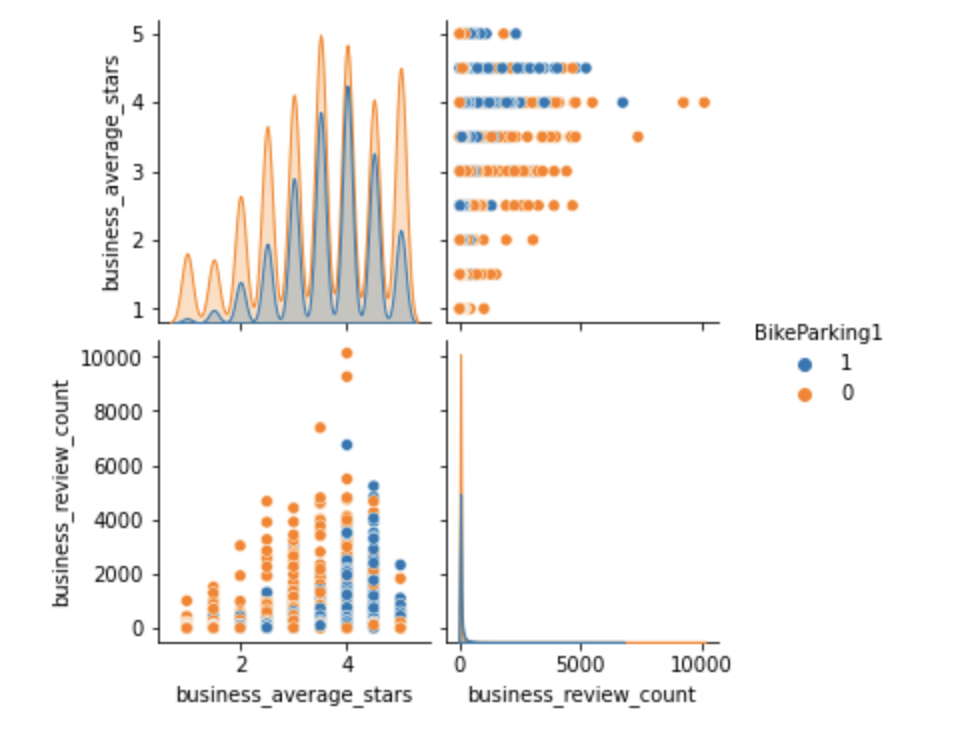 5
4
3
2
1
business_average_stars
10000
8000
6000
4000
2000
0
business_review_count
2 4
business_average_stars
0 5000 10000
business_review_count
BikeParking1
1
0